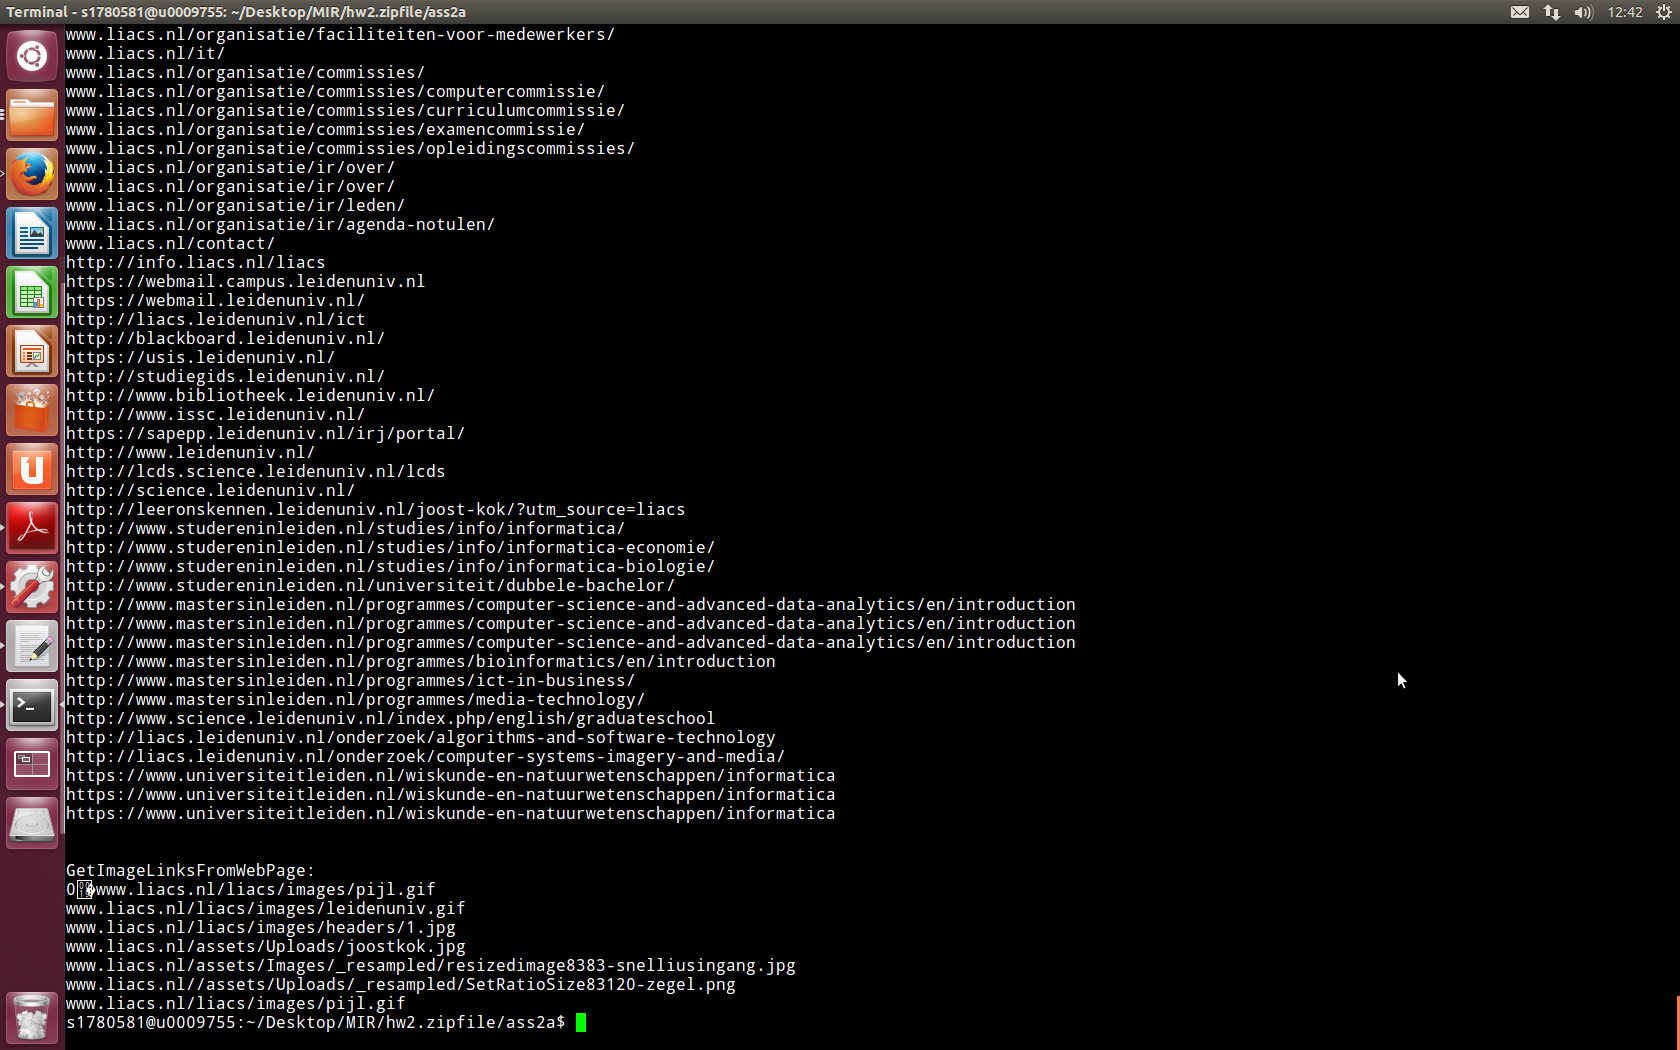 Terminal - s1780581@u0009755: ~/Desktop/MIR/hw2.zipfile/ass2a
12:42
www.liacs.nl/organisatie/faciliteiten-voor-medewerkers/
www.liacs.nl/it/
www.liacs.nl/organisatie/commissies/
www.liacs.nl/organisatie/commissies/computercommissie/
www.liacs.nl/organisatie/commissies/curriculumcommissie/
www.liacs.nl/organisatie/commissies/examencommissie/
www.liacs.nl/organisatie/commissies/opleidingscommissies/
www.liacs.nl/organisatie/ir/over/
www.liacs.nl/organisatie/ir/over/
www.liacs.nl/organisatie/ir/leden/
www.liacs.nl/organisatie/ir/agenda-notulen/
www.liacs.nl/contact/
http://info.liacs.nl/liacs
https://webmail.campus.leidenuniv.nl
https://webmail.leidenuniv.nl/
http://liacs.leidenuniv.nl/ict
http://blackboard.leidenuniv.nl/
https://usis.leidenuniv.nl/
http://studiegids.leidenuniv.nl/
http://www.bibliotheek.leidenuniv.nl/
http://www.issc.leidenuniv.nl/
https://sapepp.leidenuniv.nl/irj/portal/
http://www.leidenuniv.nl/
http://lcds.science.leidenuniv.nl/lcds
http://science.leidenuniv.nl/
http://leeronskennen.leidenuniv.nl/joost-kok/?utm_source=liacs
http://www.studereninleiden.nl/studies/info/informatica/
http://www.studereninleiden.nl/studies/info/informatica-economie/
http://www.studereninleiden.nl/studies/info/informatica-biologie/
http://www.studereninleiden.nl/universiteit/dubbele-bachelor/
http://www.mastersinleiden.nl/programmes/computer-science-and-advanced-data-analytics/en/introduction
http://www.mastersinleiden.nl/programmes/computer-science-and-advanced-data-analytics/en/introduction
http://www.mastersinleiden.nl/programmes/computer-science-and-advanced-data-analytics/en/introduction
http://www.mastersinleiden.nl/programmes/bioinformatics/en/introduction
http://www.mastersinleiden.nl/programmes/ict-in-business/
http://www.mastersinleiden.nl/programmes/media-technology/
http://www.science.leidenuniv.nl/index.php/english/graduateschool
http://liacs.leidenuniv.nl/onderzoek/algorithms-and-software-technology
http://liacs.leidenuniv.nl/onderzoek/computer-systems-imagery-and-media/
https://www.universiteitleiden.nl/wiskunde-en-natuurwetenschappen/informatica
https://www.universiteitleiden.nl/wiskunde-en-natuurwetenschappen/informatica
https://www.universiteitleiden.nl/wiskunde-en-natuurwetenschappen/informatica
GetImageLinksFromWebPage:
www.liacs.nl/liacs/images/pijl.gif
www.liacs.nl/liacs/images/leidenuniv.gif
www.liacs.nl/liacs/images/headers/1.jpg
www.liacs.nl/assets/Uploads/joostkok.jpg
www.liacs.nl/assets/Images/_resampled/resizedimage8383-snelliusingang.jpg
www.liacs.nl//assets/Uploads/_resampled/SetRatioSize83120-zegel.png
www.liacs.nl/liacs/images/pijl.gif
s1780581@u0009755:~/Desktop/MIR/hw2.zipfile/ass2a$